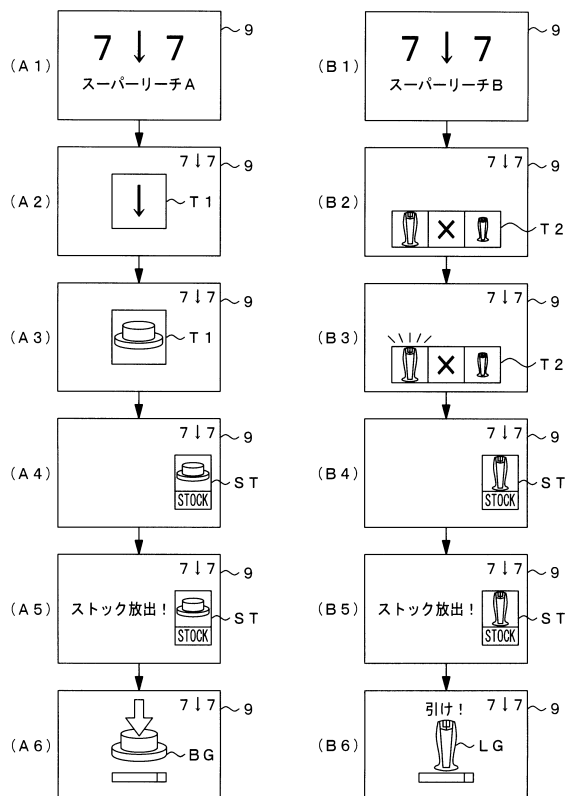 (A1)
7↓7
9
スーパーリーチA
(A2)
7↓7
9
↓
T1
(A3)
7↓7
9
T1
(A4)
7↓7
9
ST
STOCK
(A5)
7↓7
9
ストック放出！
ST
STOCK
(A6)
7↓7
9
BG
(B1)
7↓7
9
スーパーリーチB
(B2)
7↓7
9
×
T2
(B3)
7↓7
9
×
T2
(B4)
7↓7
9
ST
STOCK
(B5)
7↓7
9
ストック放出！
ST
STOCK
(B6)
引け！
7↓7
9
LG